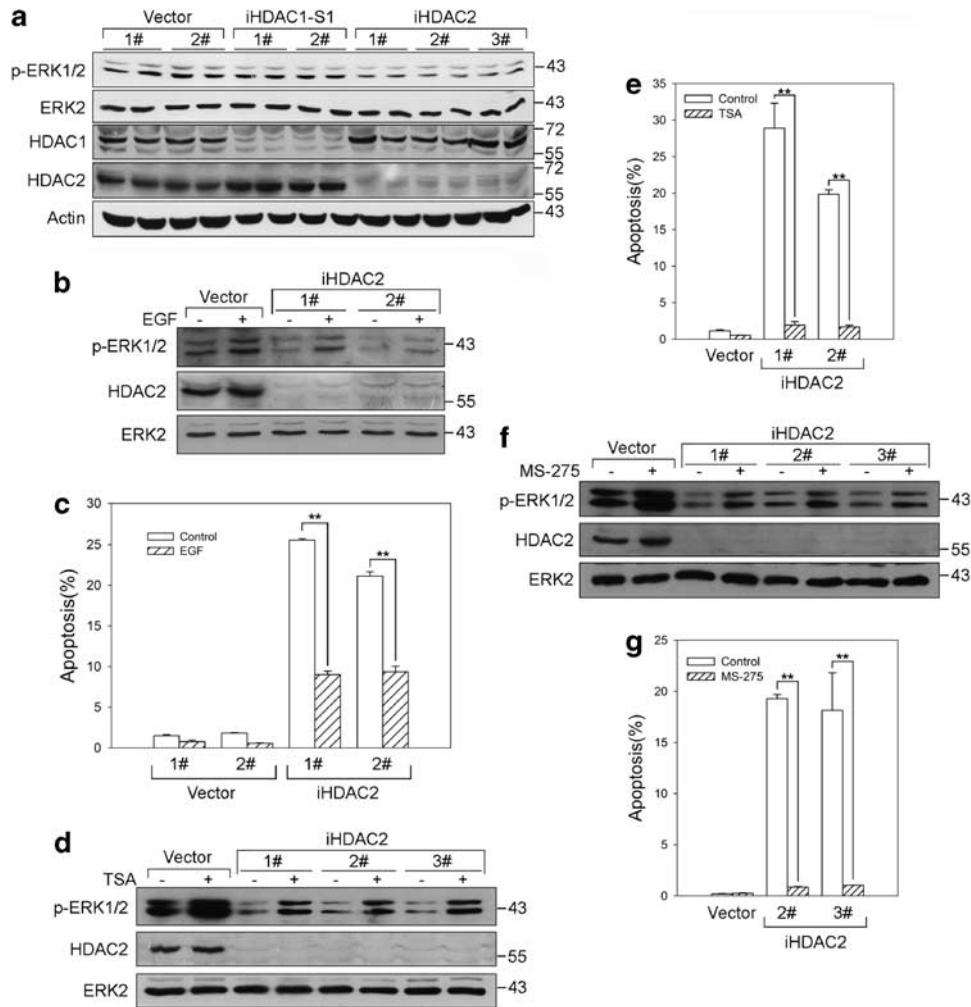 a
Vector iHDAC1-S1 iHDAC2
1# 2# 1# 2# 1# 2# 3#
p-ERK1/2 43
ERK2 43
HDAC1 72
55
HDAC2 72
55
Actin 43
b
iHDAC2
Vector 1# 2#
EGF - + - + - +
p-ERK1/2 43
HDAC2
55
ERK2 43
c
30
25
20
15
10
5
0
Apoptosis(%)
Control
EGF
** **
1# 2# 1# 2#
Vector iHDAC2
d
iHDAC2
Vector 1# 2# 3#
TSA - + - + - + - +
p-ERK1/2 43
HDAC2 55
ERK2 43
e
40
35
30
25
20
15
10
5
0
Apoptosis(%)
Control
TSA
** **
Vector 1# 2#
iHDAC2
f
iHDAC2
Vector 1# 2# 3#
MS-275 - + - + - + - +
p-ERK1/2 43
HDAC2 55
ERK2 43
g
25
20
15
10
5
0
Apoptosis(%)
Control
MS-275
** **
Vector 2# 3#
iHDAC2